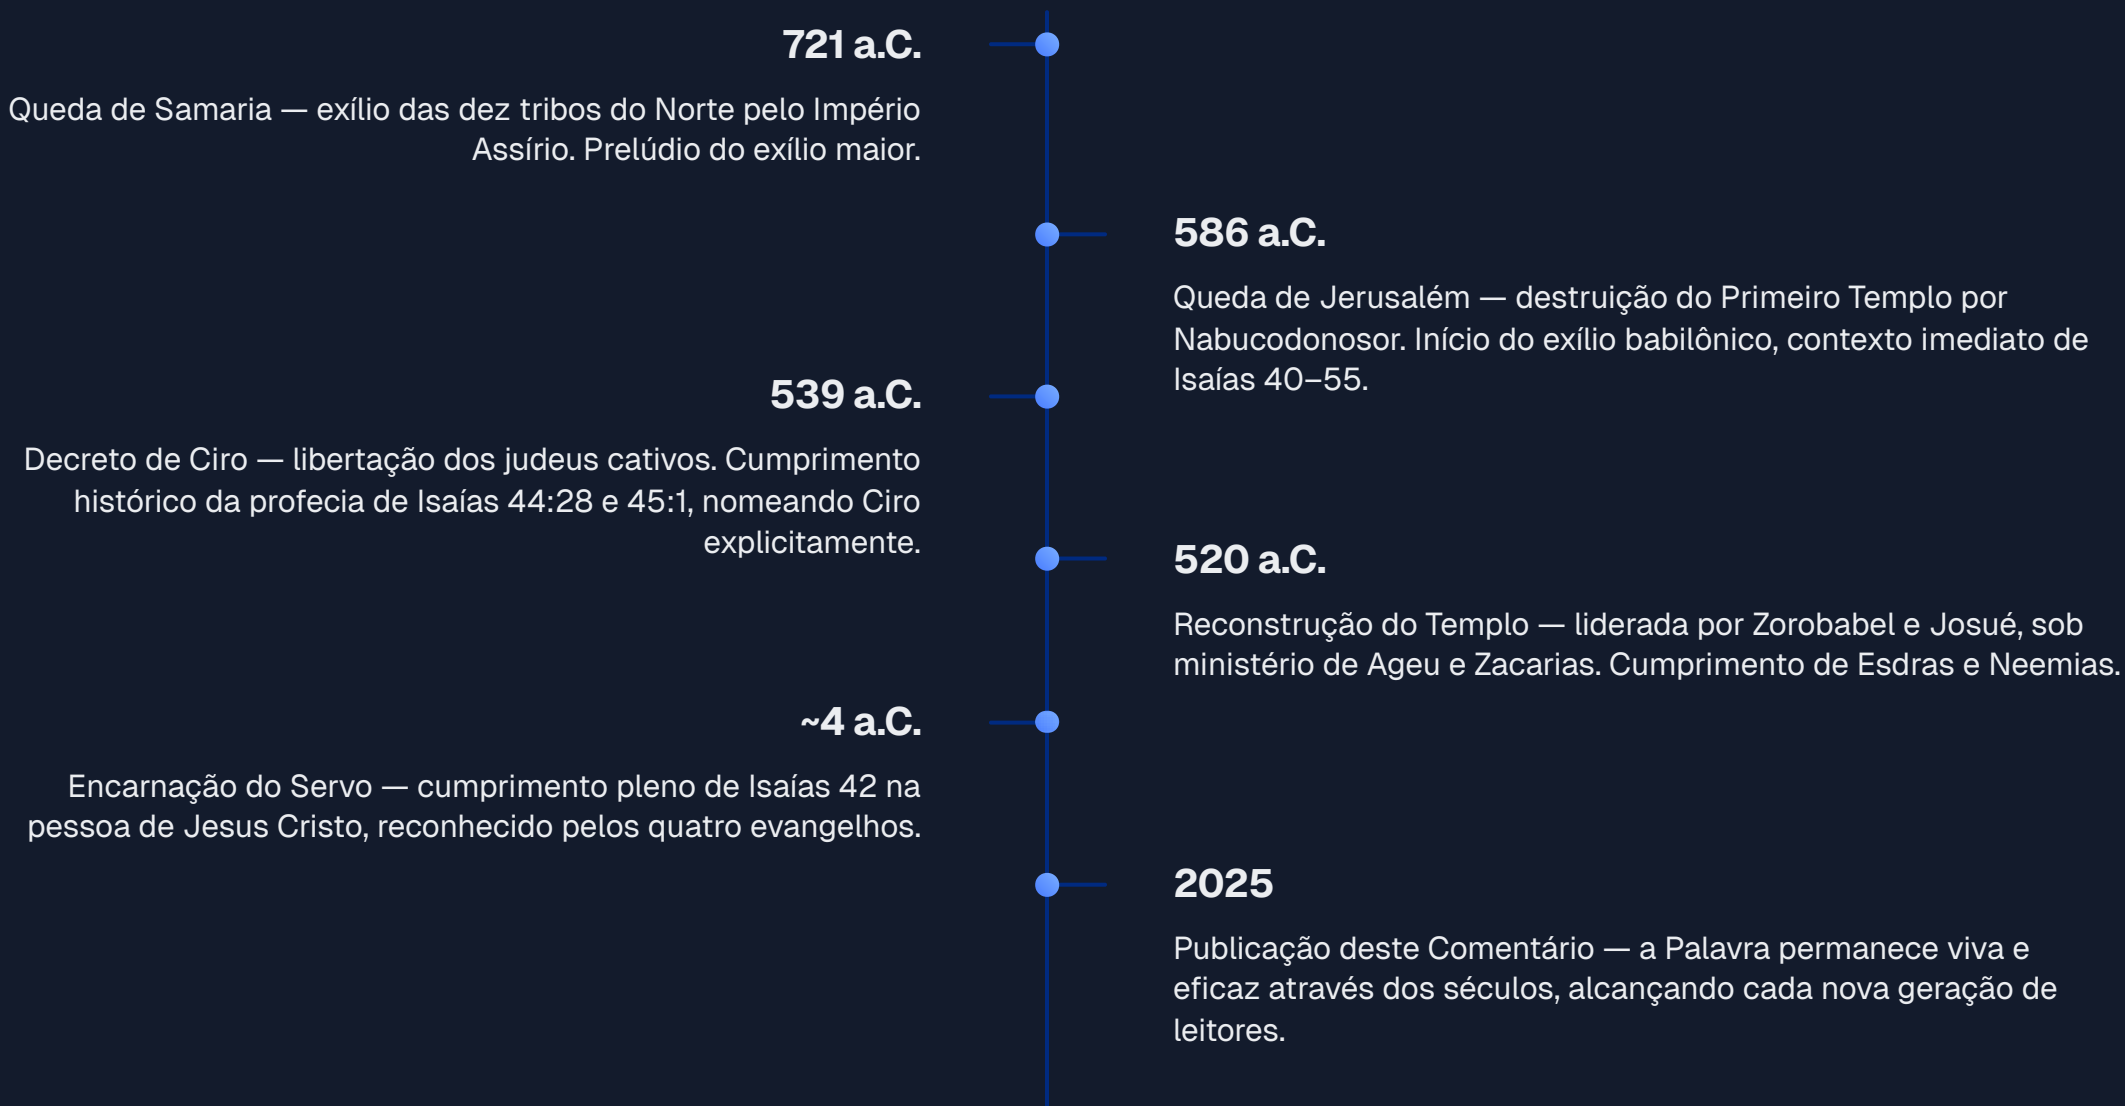 721 a.C.
Queda de Samaria — exílio das dez tribos do Norte pelo Império
Assírio. Prelúdio do exílio maior.
586 a.C.
Queda de Jerusalém — destruição do Primeiro Templo por
Nabucodonosor. Início do exílio babilônico, contexto imediato de
Isaías 40–55.
539 a.C.
Decreto de Ciro — libertação dos judeus cativos. Cumprimento
histórico da profecia de Isaías 44:28 e 45:1, nomeando Ciro
explicitamente.
520 a.C.
Reconstrução do Templo — liderada por Zorobabel e Josué, sob
ministério de Ageu e Zacarias. Cumprimento de Esdras e Neemias.
~4 a.C.
Encarnação do Servo — cumprimento pleno de Isaías 42 na
pessoa de Jesus Cristo, reconhecido pelos quatro evangelhos.
2025
Publicação deste Comentário — a Palavra permanece viva e
eficaz através dos séculos, alcançando cada nova geração de
leitores.